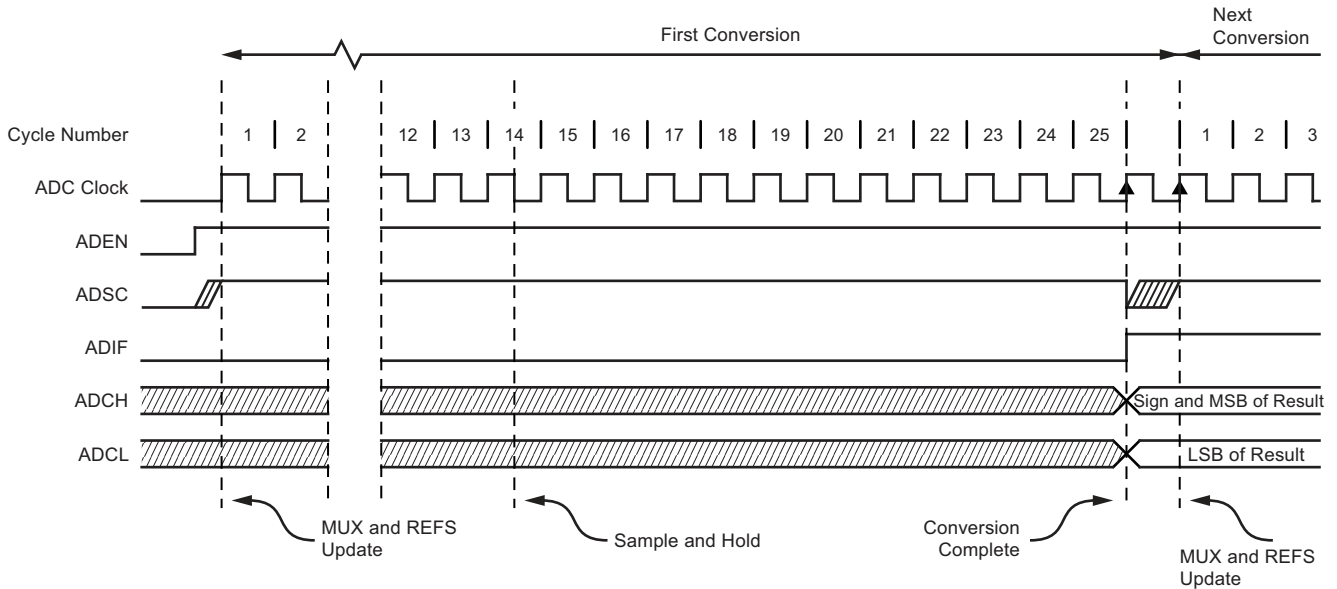 First Conversion
Next
Conversion
Cycle Number 1 2 12 13 14 15 16 17 18 19 20 21 22 23 24 25 1 2 3
ADC Clock
ADEN
ADSC
ADIF
ADCH Sign and MSB of Result
ADCL LSB of Result
MUX and REFS
Update
Sample and Hold
Conversion
Complete
MUX and REFS
Update